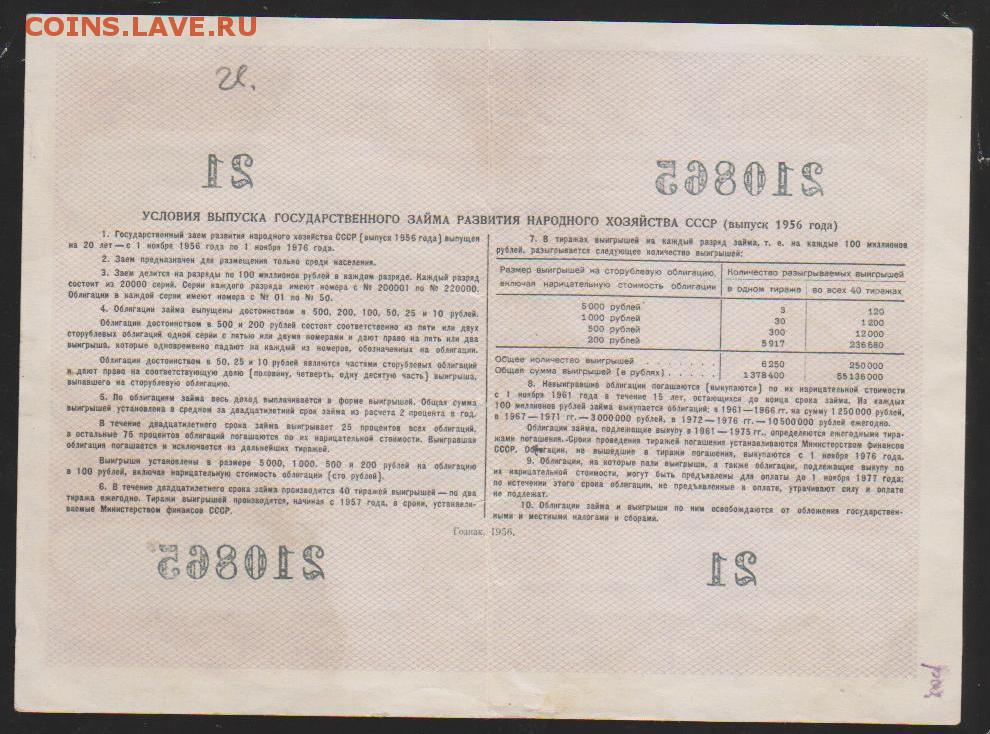 COINS.LAVE.RU
21.
21
210865
УСЛОВИЯ ВЫПУСКА ГОСУДАРСТВЕННОГО ЗАЙМА РАЗВИТИЯ НАРОДНОГО ХОЗЯЙСТВА СССР (выпуск 1956 года)
1. Государственный заем развития народного хозяйства СССР (выпуск 1956 года) выпущен
на 20 лет — с 1 ноября 1956 года по 1 ноября 1976 года.
2. Заем предназначен для размещения только среди населения.
3. Заем делится на разряды по 100 миллионов рублей в каждом разряде. Каждый разряд
состоит из 20000 серий. Серии каждого разряда имеют номера с № 200001 по № 220000.
Облигации в каждой серии имеют номера с № 01 по № 50.
4. Облигации займа выпущены достоинством в 500, 200, 100, 50, 25 и 10 рублей.
Облигации достоинством в 500 и 200 рублей состоят соответственно из пяти или двух
сторублевых облигаций одной серии с пятью или двумя номерами и дают право на пять или два
выигрыша, которые одновременно падают на каждый из номеров, обозначенных на облигации.
Облигации достоинством в 50, 25 и 10 рублей являются частями сторублевых облигаций
и дают право на соответствующую долю (половину, четверть, одну десятую часть) выигрыша,
выпавшего на сторублевую облигацию.
5. По облигациям займа весь доход выплачивается в форме выигрышей. Общая сумма
выигрышей установлена в среднем за двадцатилетний срок займа из расчета 2 процента в год.
В течение двадцатилетнего срока займа выигрывает 25 процентов всех облигаций,
а остальные 75 процентов облигаций погашаются по их нарицательной стоимости. Выигравшая
облигация погашается и исключается из дальнейших тиражей.
Выигрыши установлены в размере 5000, 1000, 500 и 200 рублей на облигацию
в 100 рублей, включая нарицательную стоимость облигации (сто рублей).
6. В течение двадцатилетнего срока займа производится 40 тиражей выигрышей — по два
тиража ежегодно. Тиражи выигрышей производятся, начиная с 1957 года, в сроки, устанавли-
ваемые Министерством финансов СССР.
7. В тиражах выигрышей на каждый разряд займа, т. е. на каждые 100 миллионов
рублей, разыгрывается следующее количество выигрышей:
Размер выигрышей на сторублевую облигацию, включая нарицательную стоимость облигации
Количество разыгрываемых выигрышей
в одном тираже во всех 40 тиражах
5000 рублей 3 120
1000 рублей 30 1200
500 рублей 300 12000
200 рублей 5917 236680
Общее количество выигрышей . . . . . 6250 250000
Общая сумма выигрышей (в рублях) . . . . . 1378400 55136000
8. Невыигравшие облигации погашаются (выкупаются) по их нарицательной стоимости
с 1 ноября 1961 года в течение 15 лет, остающихся до конца срока займа. Из каждых
100 миллионов рублей займа выкупается облигаций: в 1961—1966 гг. на сумму 1250000 рублей,
в 1967—1971 гг. — 3000000 рублей, в 1972—1976 гг. — 10500000 рублей ежегодно.
Облигации займа, подлежащие выкупу в 1961—1975 гг., определяются ежегодными тира-
жами погашения. Сроки проведения тиражей погашения устанавливаются Министерством финансов
СССР. Облигации, не вышедшие в тиражи погашения, выкупаются с 1 ноября 1976 года.
9. Облигации, на которые пали выигрыши, а также облигации, подлежащие выкупу по
их нарицательной стоимости, могут быть предъявлены для оплаты до 1 ноября 1977 года;
по истечении этого срока облигации, не предъявленные к оплате, утрачивают силу и оплате
не подлежат.
10. Облигации займа и выигрыши по ним освобождаются от обложения государствен-
ными и местными налогами и сборами.
Гознак. 1956.
210865
21